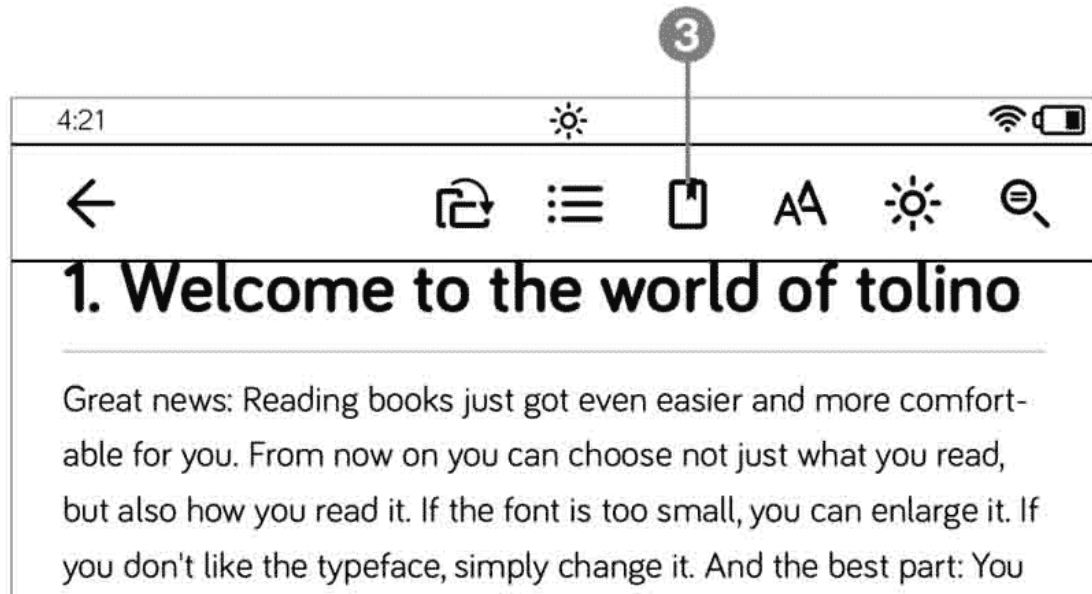 3
4:21
AA
1. Welcome to the world of tolino
Great news: Reading books just got even easier and more comfort-
able for you. From now on you can choose not just what you read,
but also how you read it. If the font is too small, you can enlarge it. If
you don't like the typeface, simply change it. And the best part: You